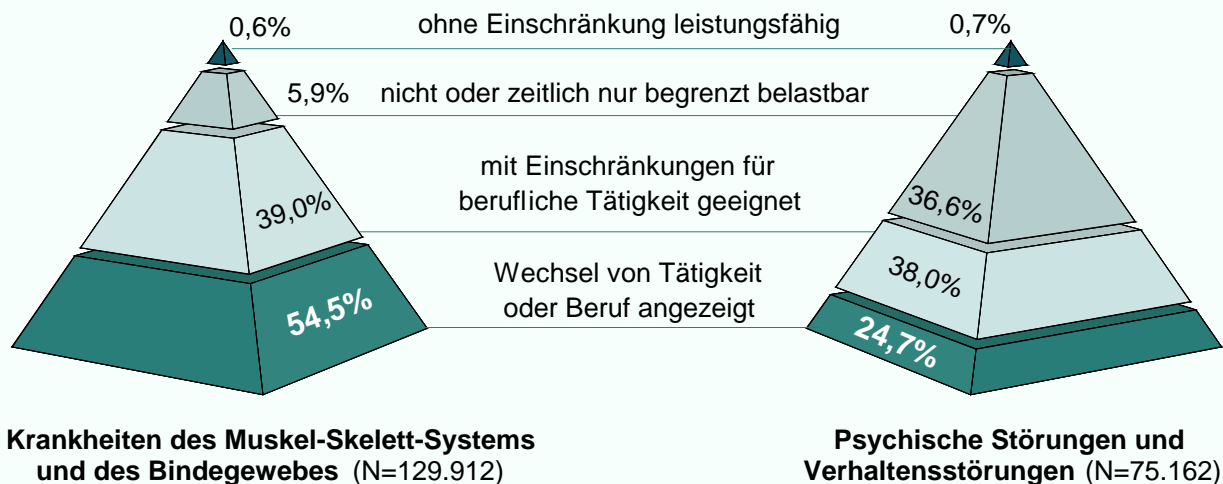 0,6%
ohne Einschränkung leistungsfähig
0,7%
5,9%
nicht oder zeitlich nur begrenzt belastbar
mit Einschränkungen für
berufliche Tätigkeit geeignet
39,0%
36,6%
Wechsel von Tätigkeit
oder Beruf angezeigt
38,0%
54,5%
24,7%
Krankheiten des Muskel-Skelett-Systems
und des Bindegewebes (N=129.912)
Psychische Störungen und
Verhaltensstörungen (N=75.162)